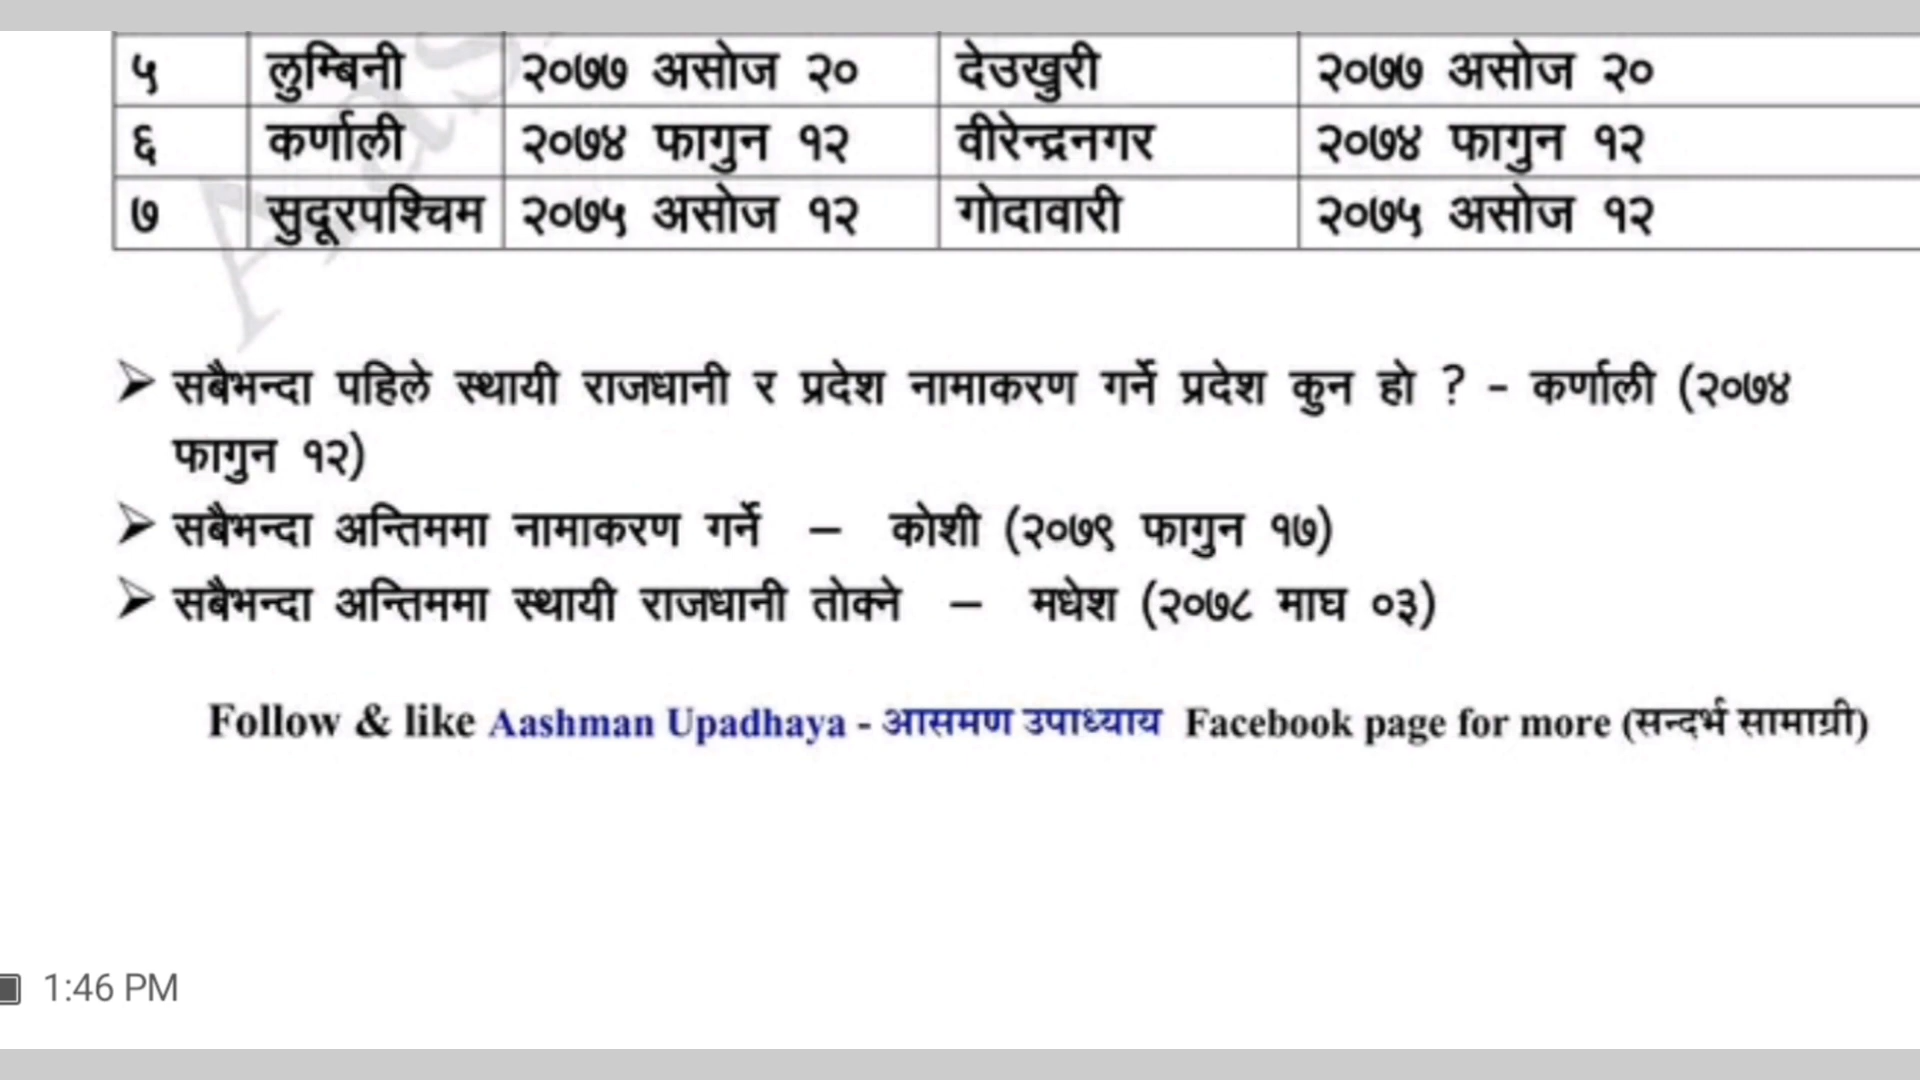 ५ लुम्बिनी २०७७ असोज २० देउखुरी २०७७ असोज २०
६ कर्णाली २०७४ फागुन १२ वीरेन्द्रनगर २०७४ फागुन १२
७ सुदूरपश्चिम २०७५ असोज १२ गोदावारी २०७५ असोज १२
➢ सबैभन्दा पहिले स्थायी राजधानी र प्रदेश नामाकरण गर्ने प्रदेश कुन हो ? - कर्णाली (२०७४
फागुन १२)
➢ सबैभन्दा अन्तिममा नामाकरण गर्ने – कोशी (२०७९ फागुन १७)
➢ सबैभन्दा अन्तिममा स्थायी राजधानी तोक्ने – मधेश (२०७८ माघ ०३)
Follow & like Aashman Upadhaya - आसमण उपाध्याय Facebook page for more (सन्दर्भ सामाग्री)
1:46 PM